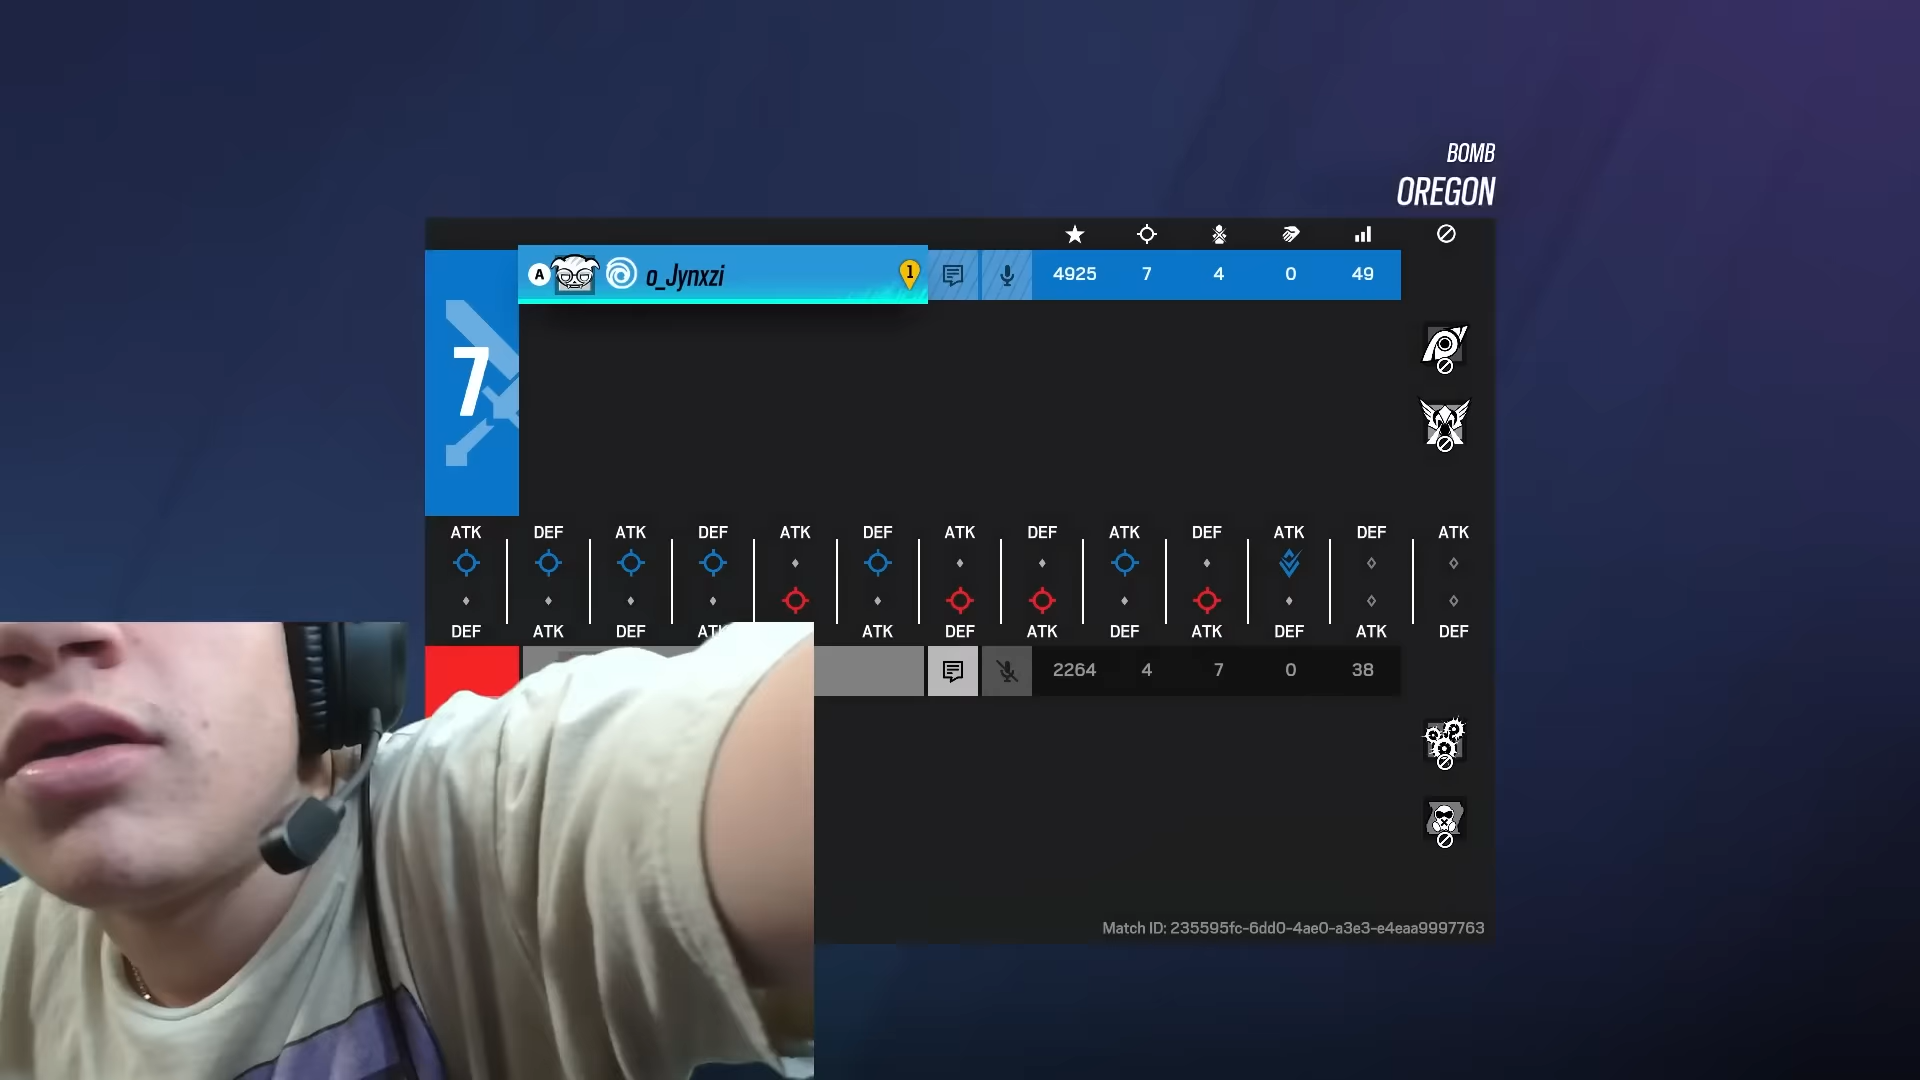 BOMB
OREGON
A o_Jynxzi 1 4925 7 4 0 49
7
ATK DEF ATK DEF ATK DEF ATK DEF ATK DEF ATK DEF ATK
DEF ATK DEF ATK DEF ATK DEF ATK DEF ATK DEF
2264 4 7 0 38
Match ID: 235595fc-6dd0-4ae0-a3e3-e4eaa9997763